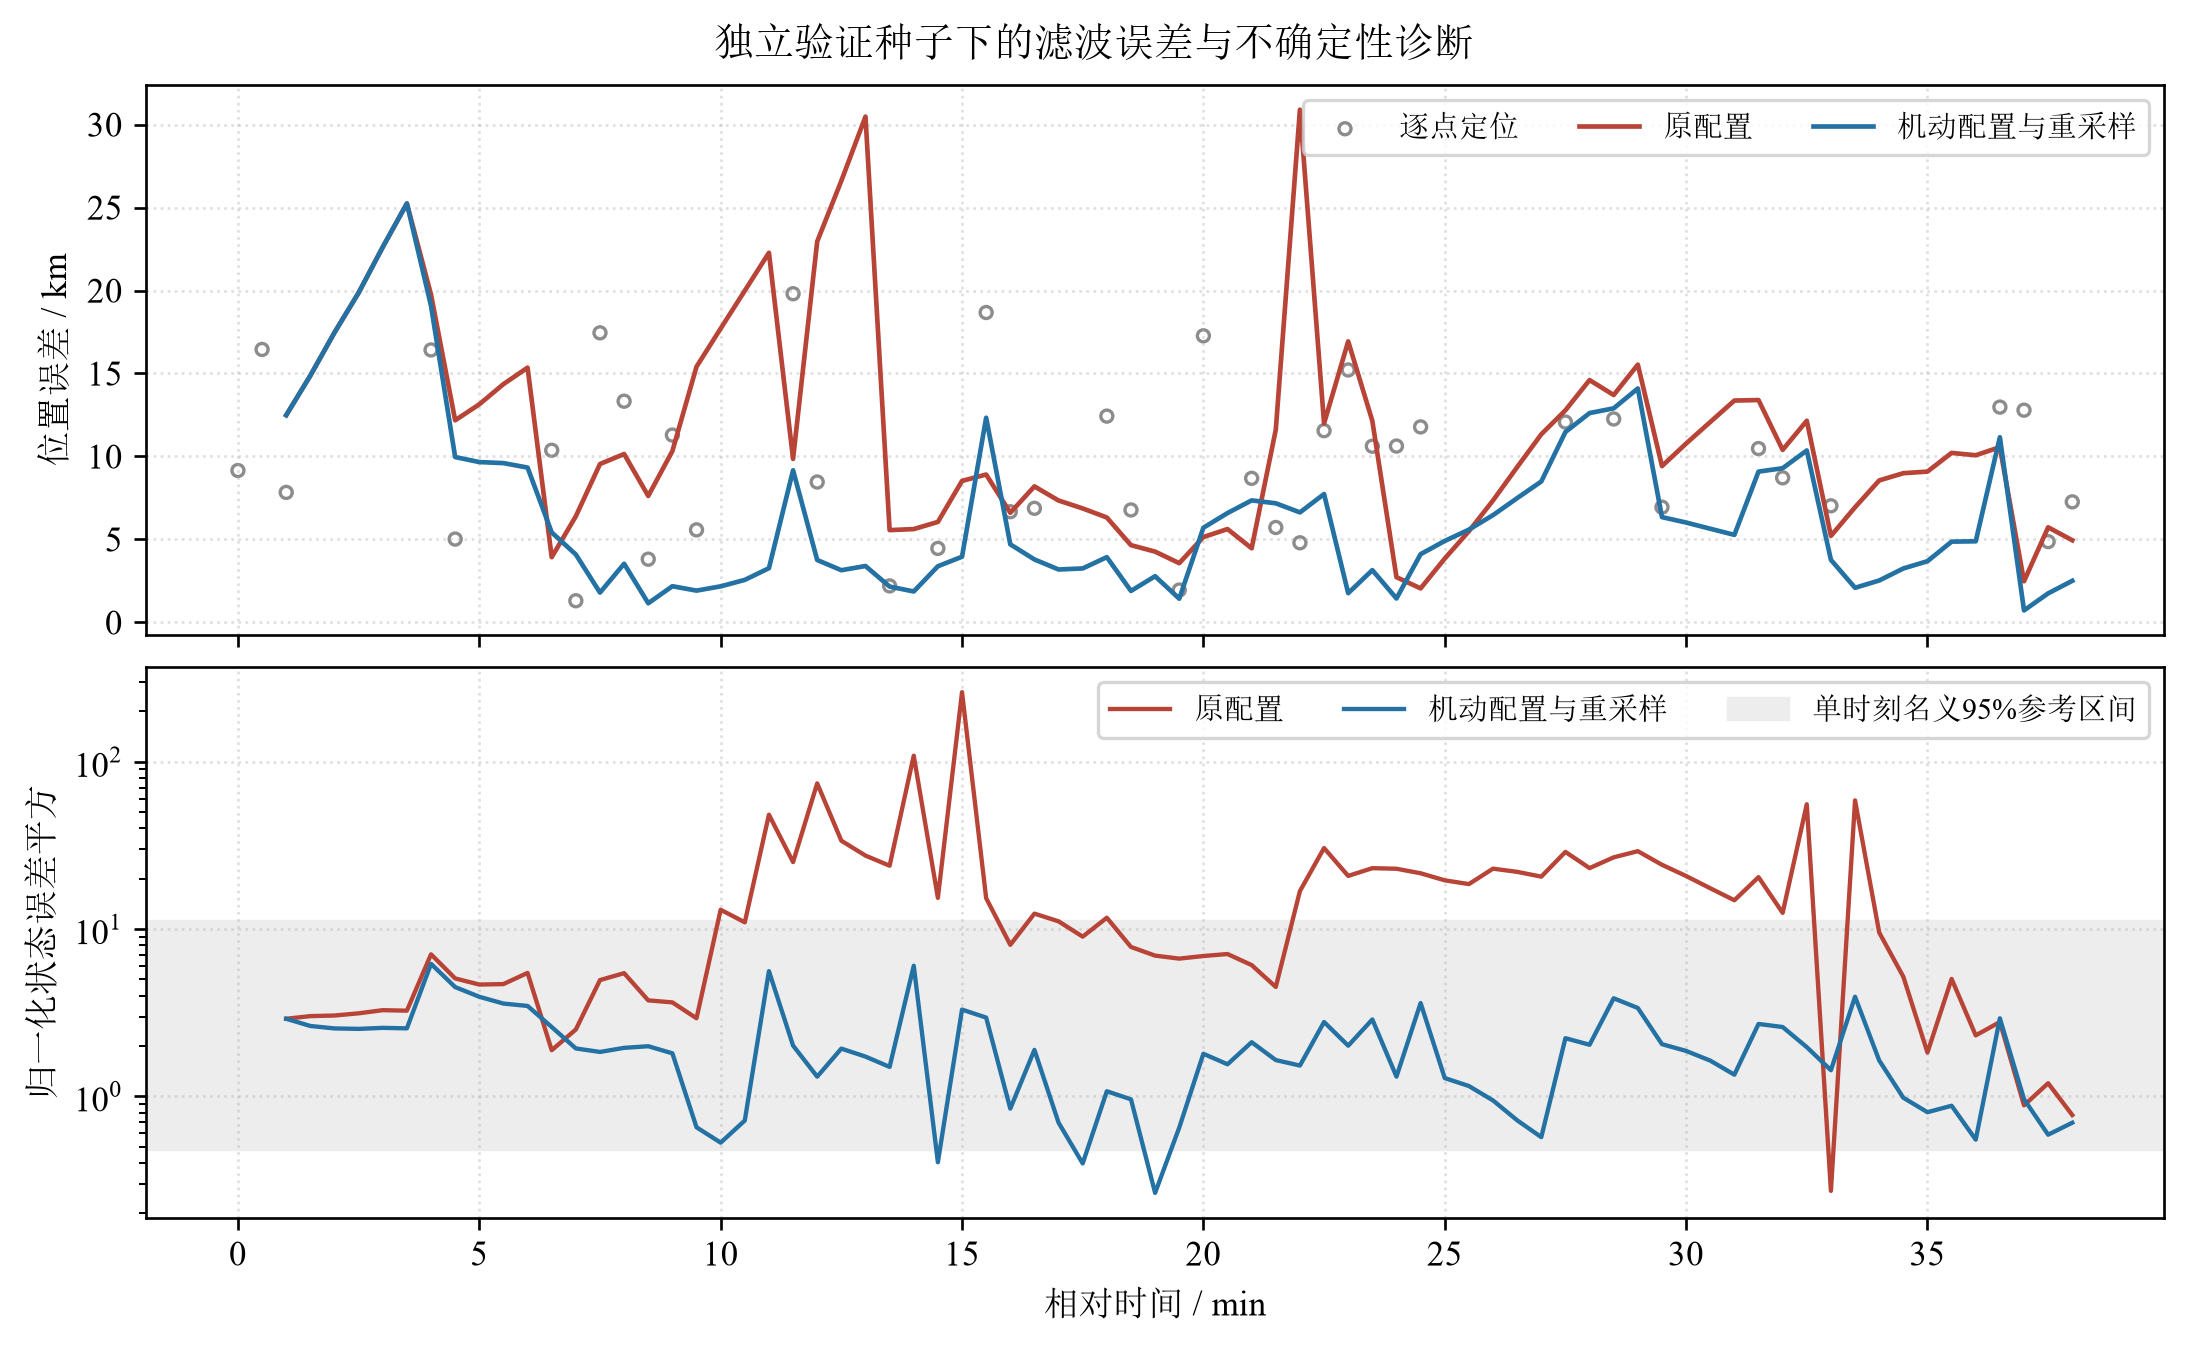 独立验证种子下的滤波误差与不确定性诊断
位置误差 / km
30
25
20
15
10
5
0
逐点定位 原配置 机动配置与重采样
归一化状态误差平方
10²
10¹
10⁰
原配置 机动配置与重采样 单时刻名义95%参考区间
0 5 10 15 20 25 30 35
相对时间 / min